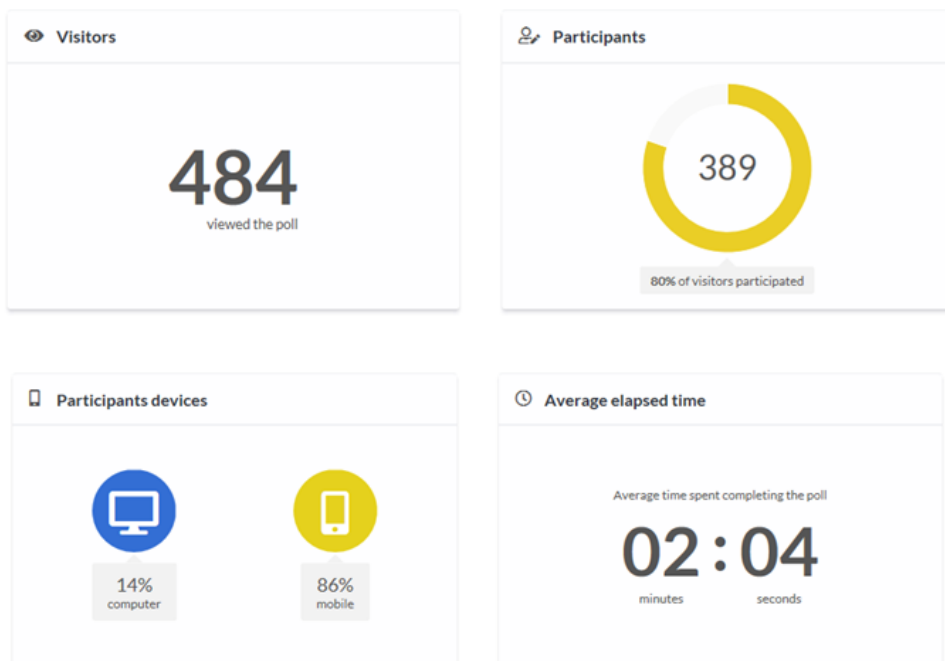 Visitors
484
viewed the poll
Participants
389
80% of visitors participated
Participants devices
14%
computer
86%
mobile
Average elapsed time
Average time spent completing the poll
02 : 04
minutes seconds